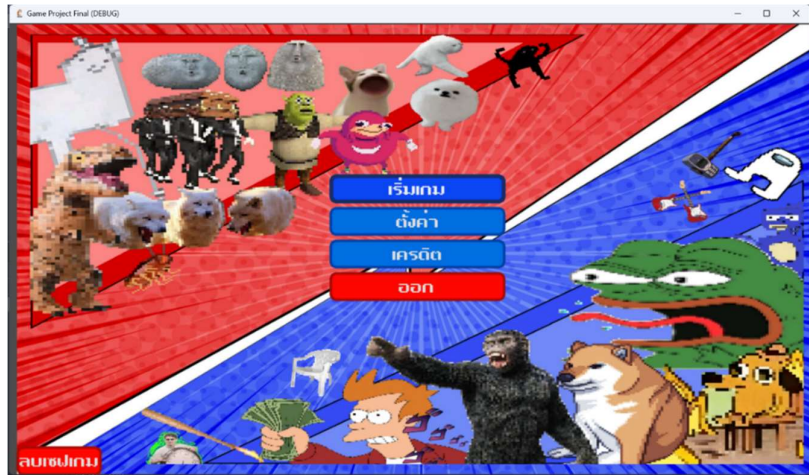 Game Project Final (DEBUG)
เริ่มเกม
ตั้งค่า
เครดิต
ออก
ลบเซฟเกม